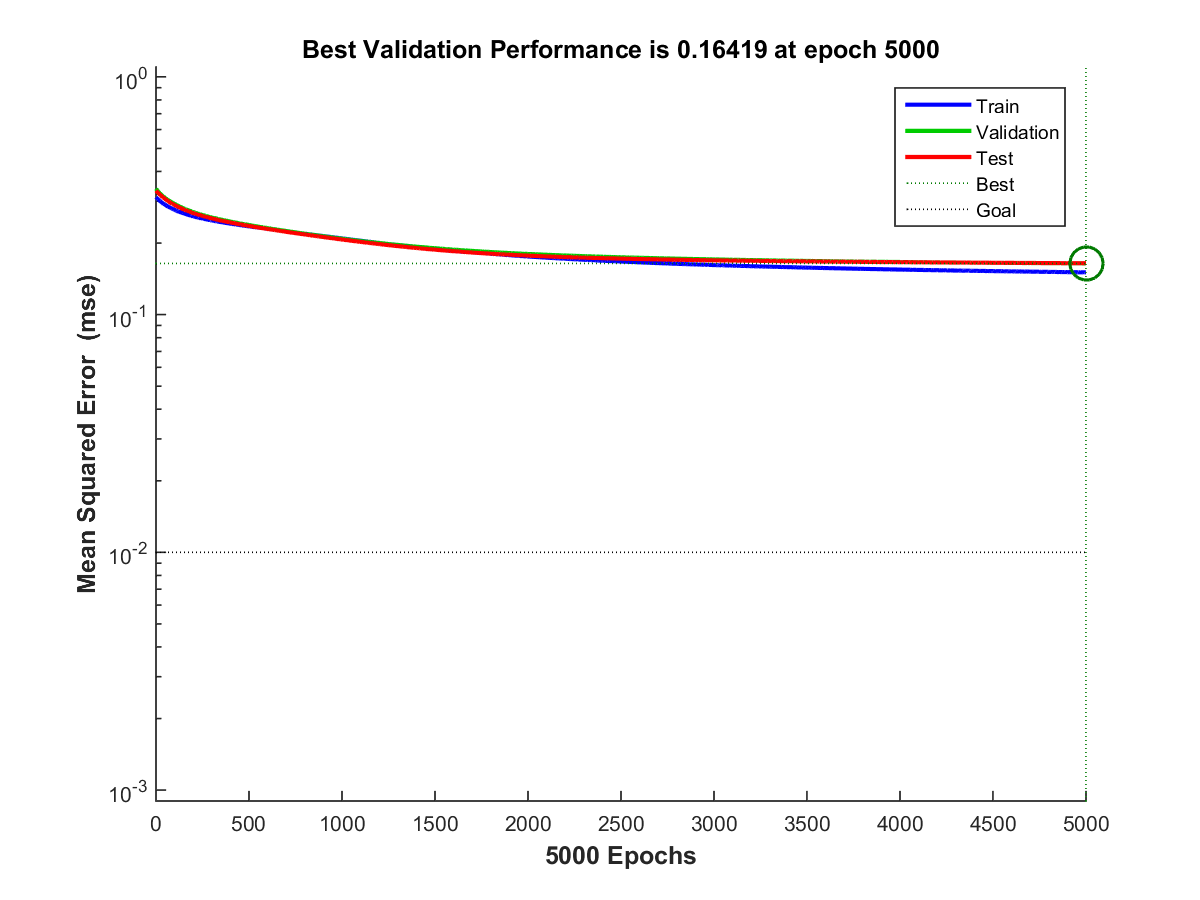 Best Validation Performance is 0.16419 at epoch 5000
Train
Validation
Test
Best
Goal
Mean Squared Error  (mse)
10^0
10^-1
10^-2
10^-3
0 500 1000 1500 2000 2500 3000 3500 4000 4500 5000
5000 Epochs